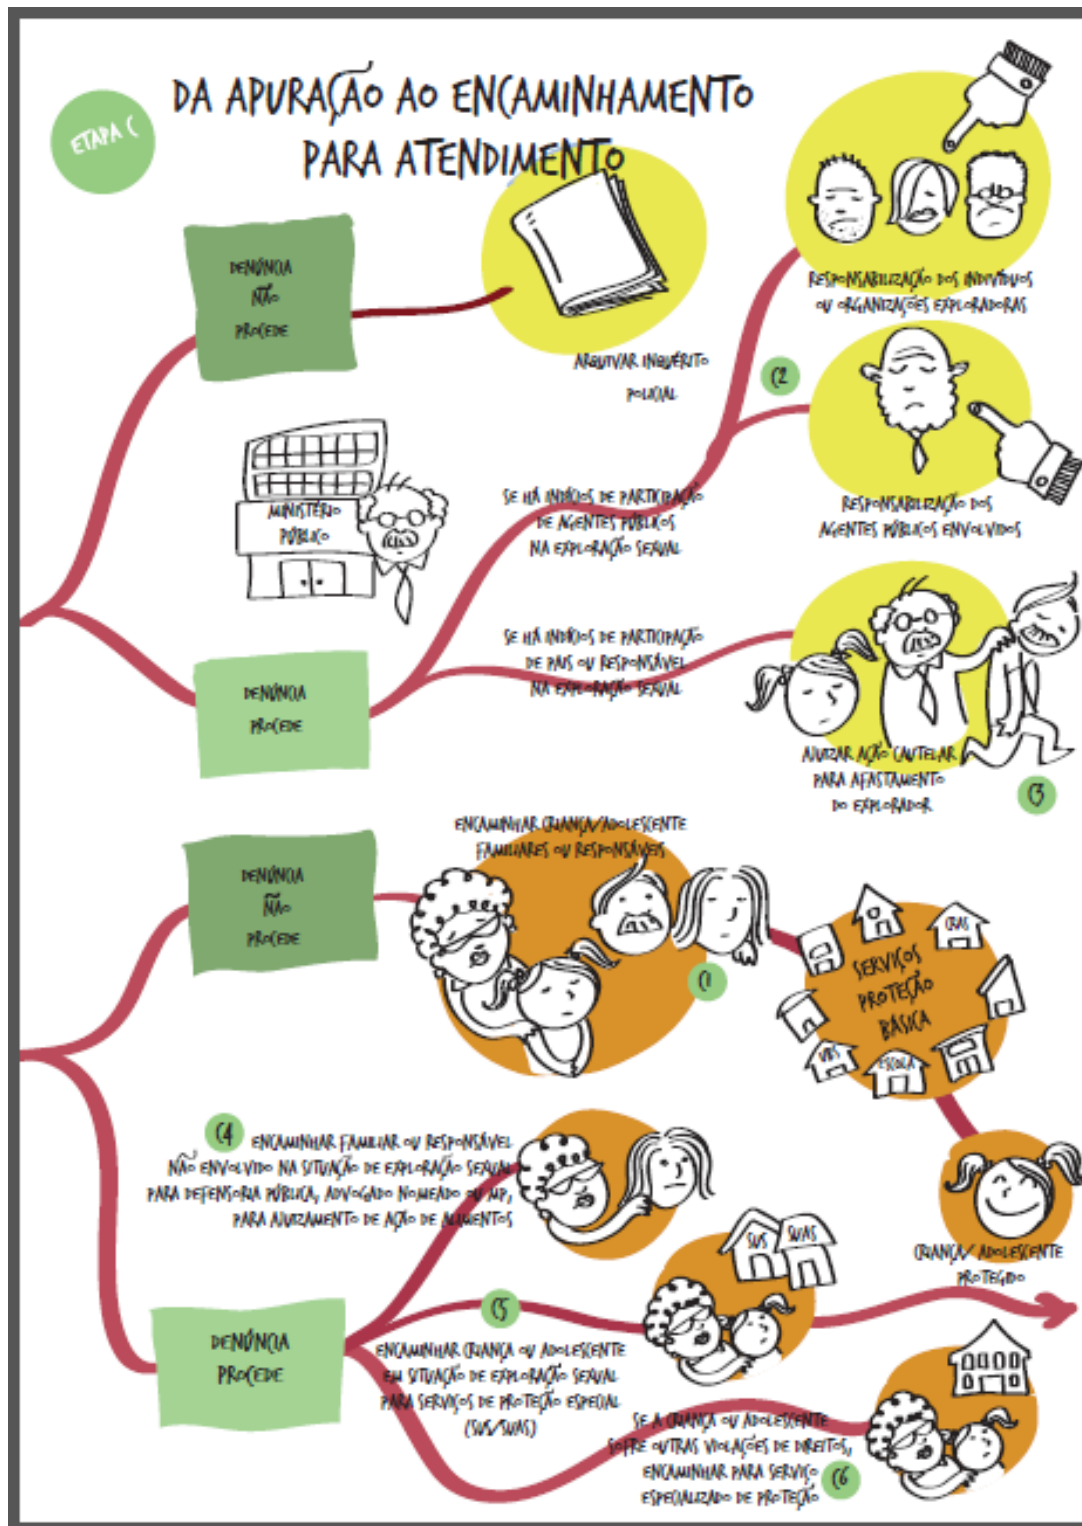 ETAPA C
DA APURAÇÃO AO ENCAMINHAMENTO
PARA ATENDIMENTO
DENÚNCIA
NÃO
PROCEDE
ARQUIVAR INQUÉRITO
POLICIAL
RESPONSABILIZAÇÃO DOS INDIVÍDUOS
OU ORGANIZAÇÕES EXPLORADORAS
C2
RESPONSABILIZAÇÃO DOS
AGENTES PÚBLICOS ENVOLVIDOS
MINISTÉRIO
PÚBLICO
SE HÁ INDÍCIOS DE PARTICIPAÇÃO
DE AGENTES PÚBLICOS
NA EXPLORAÇÃO SEXUAL
SE HÁ INDÍCIOS DE PARTICIPAÇÃO
DE PAIS OU RESPONSÁVEL
NA EXPLORAÇÃO SEXUAL
DENÚNCIA
PROCEDE
AJUIZAR AÇÃO CAUTELAR
PARA AFASTAMENTO
DO EXPLORADOR
C3
DENÚNCIA
NÃO
PROCEDE
ENCAMINHAR CRIANÇA/ADOLESCENTE
FAMILIARES OU RESPONSÁVEIS
C1
CRAS
SERVIÇOS
PROTEÇÃO
BÁSICA
UBS
ESCOLA
CRIANÇA/ ADOLESCENTE
PROTEGIDO
C4
ENCAMINHAR FAMILIAR OU RESPONSÁVEL
NÃO ENVOLVIDO NA SITUAÇÃO DE EXPLORAÇÃO SEXUAL
PARA DEFENSORIA PÚBLICA, ADVOGADO NOMEADO OU MP,
PARA AJUIZAMENTO DE AÇÃO DE ALIMENTOS
SUS
SUAS
DENÚNCIA
PROCEDE
C5
ENCAMINHAR CRIANÇA OU ADOLESCENTE
EM SITUAÇÃO DE EXPLORAÇÃO SEXUAL
PARA SERVIÇOS DE PROTEÇÃO ESPECIAL
(SUS/SUAS)
SE A CRIANÇA OU ADOLESCENTE
SOFRE OUTRAS VIOLAÇÕES DE DIREITOS,
ENCAMINHAR PARA SERVIÇO
ESPECIALIZADO DE PROTEÇÃO
C6